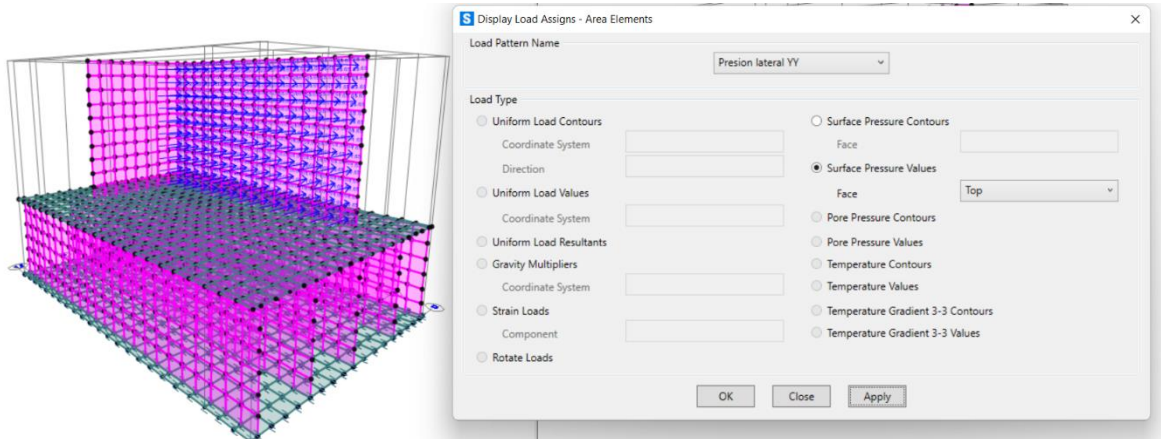 S Display Load Assigns - Area Elements
Load Pattern Name
Presion lateral YY
Load Type
Uniform Load Contours
Coordinate System
Direction
Uniform Load Values
Coordinate System
Uniform Load Resultants
Gravity Multipliers
Coordinate System
Strain Loads
Component
Rotate Loads
Surface Pressure Contours
Face
Surface Pressure Values
Face Top
Pore Pressure Contours
Pore Pressure Values
Temperature Contours
Temperature Values
Temperature Gradient 3-3 Contours
Temperature Gradient 3-3 Values
OK Close Apply